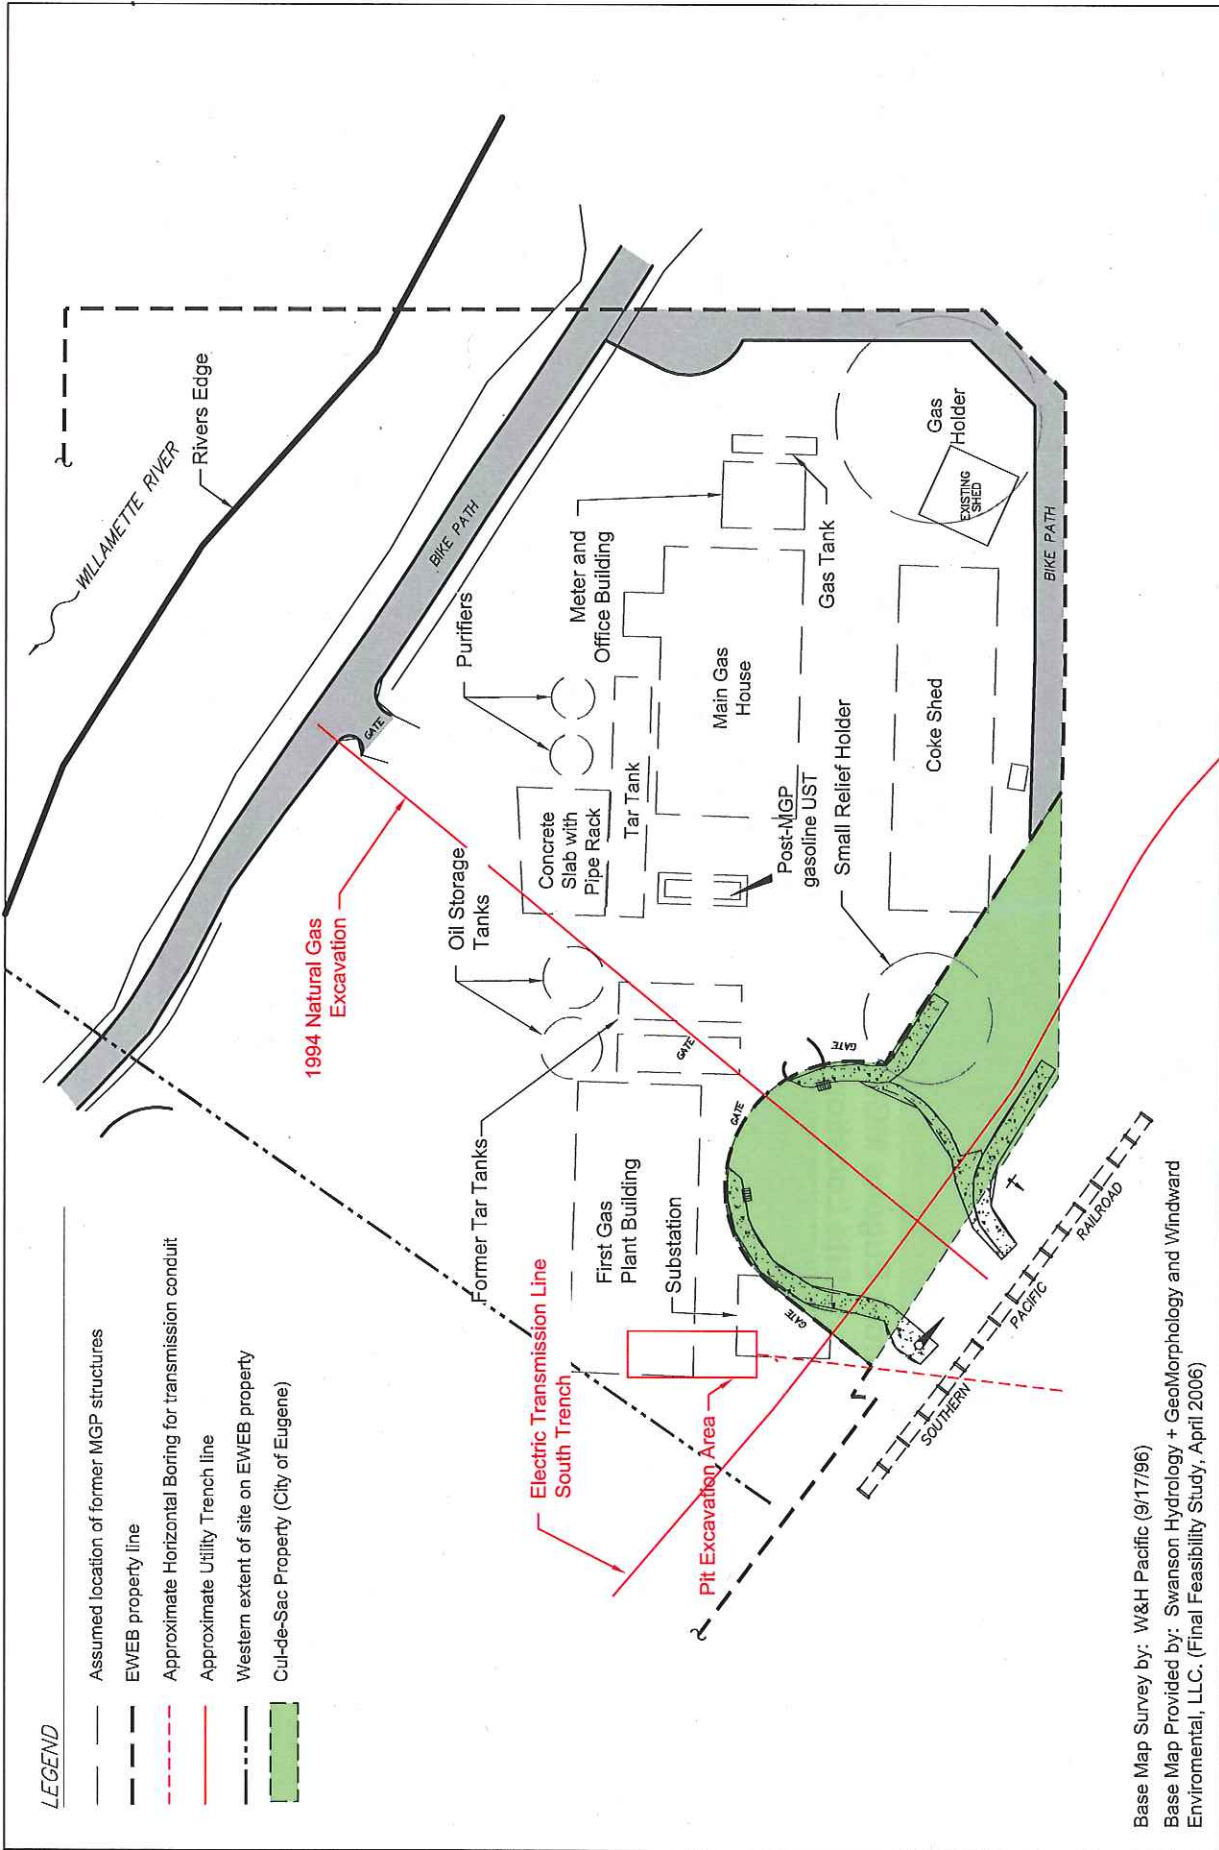 LEGEND
Assumed location of former MGP structures
EWEB property line
Approximate Horizontal Boring for transmission conduit
Approximate Utility Trench line
Western extent of site on EWEB property
Cul-de-Sac Property (City of Eugene)
WILLAMETTE RIVER
Rivers Edge
BIKE PATH
GATE
1994 Natural Gas
Excavation
Oil Storage
Tanks
Purifiers
Concrete
Slab with
Pipe Rack
Tar Tank
Meter and
Office Building
Main Gas
House
Gas Tank
Post-MGP
gasoline UST
Small Relief Holder
Coke Shed
Gas
Holder
EXISTING
SHED
BIKE PATH
Former Tar Tanks
First Gas
Plant Building
Substation
GATE
GATE
GATE
GATE
Electric Transmission Line
South Trench
Pit Excavation Area
SOUTHERN
PACIFIC
RAILROAD
Base Map Survey by: W&H Pacific (9/17/96)
Base Map Provided by: Swanson Hydrology + GeoMorphology and Windward
Enviromental, LLC. (Final Feasibility Study, April 2006)